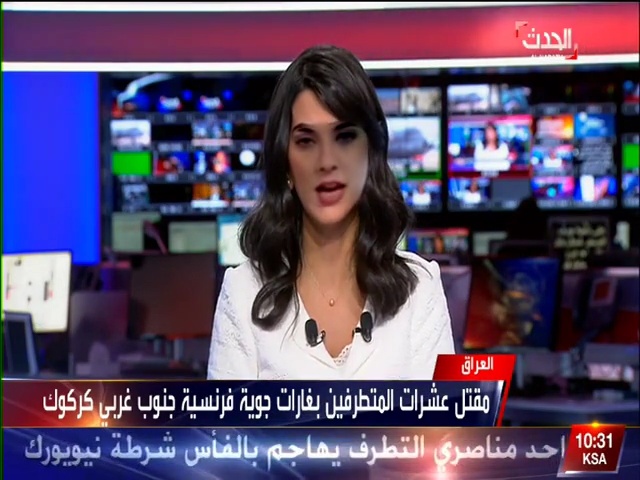 الحدث
العراق
مقتل عشرات المتطرفين بغارات جوية فرنسية جنوب غربي كركوك
احد مناصري التطرف يهاجم بالفأس شرطة نيويورك
10:31
KSA